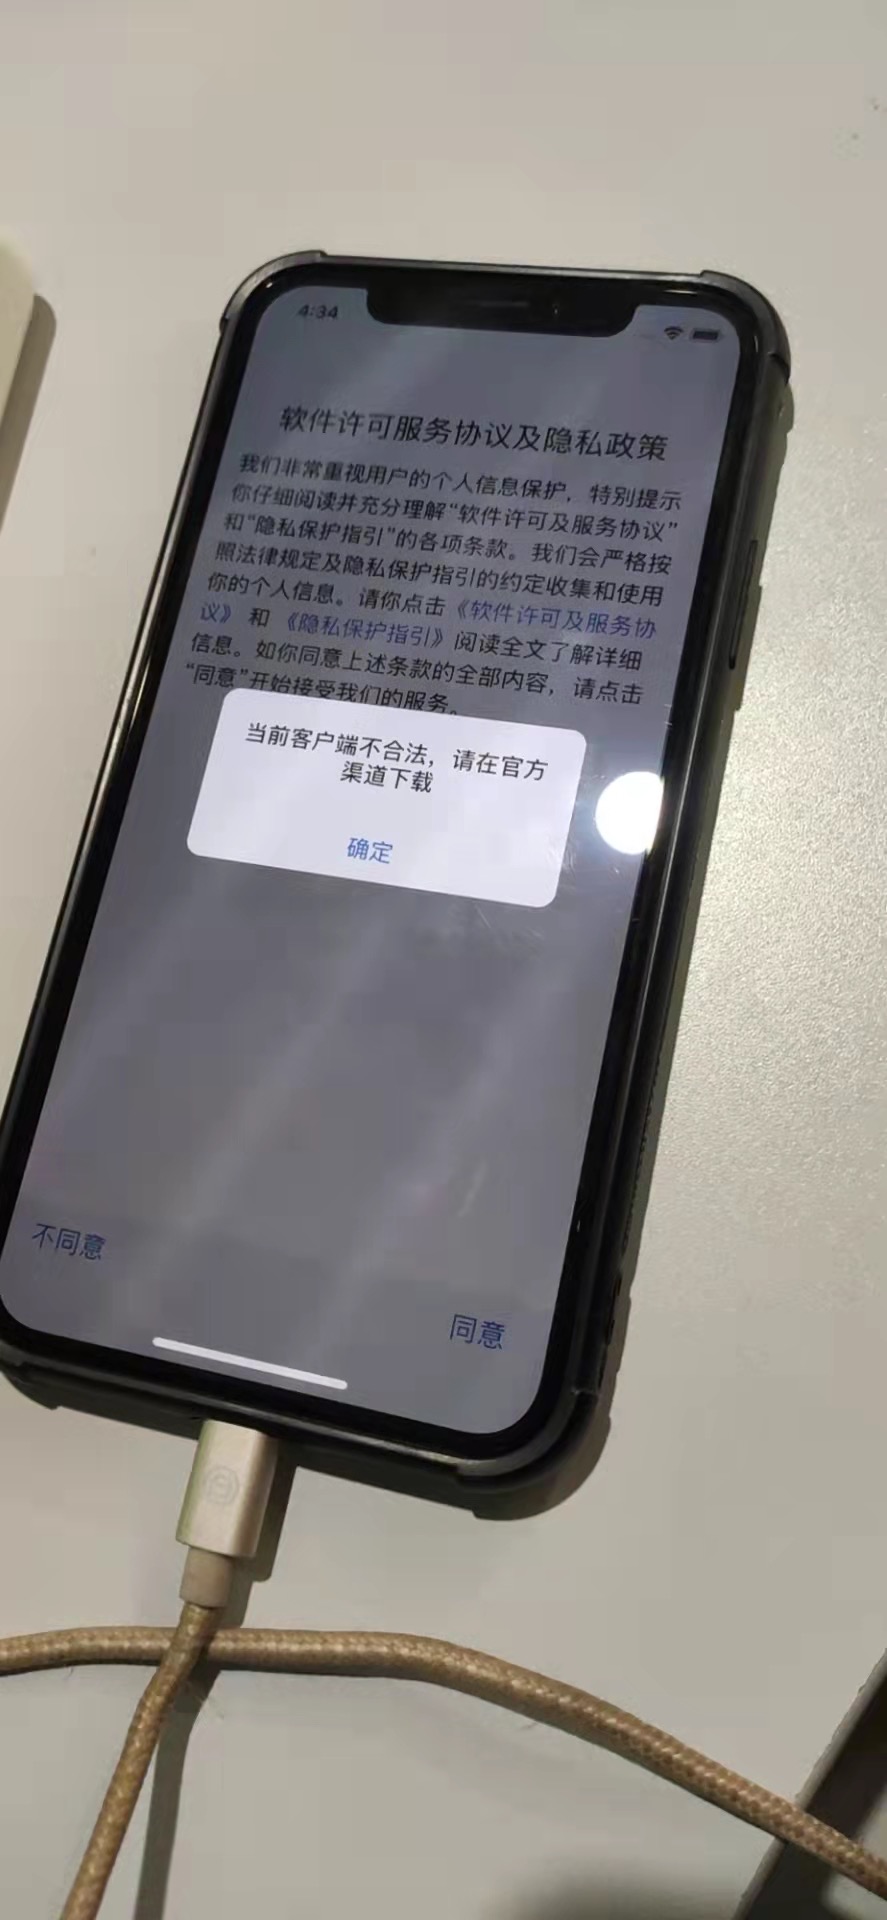 4:34
软件许可服务协议及隐私政策
我们非常重视用户的个人信息保护，特别提示
你仔细阅读并充分理解“软件许可及服务协议”
和“隐私保护指引”的各项条款。我们会严格按
照法律规定及隐私保护指引的约定收集和使用
你的个人信息。请你点击《软件许可及服务协
议》和《隐私保护指引》阅读全文了解详细
信息。如你同意上述条款的全部内容，请点击
“同意”开始接受我们的服务。
当前客户端不合法，请在官方
渠道下载
确定
不同意
同意